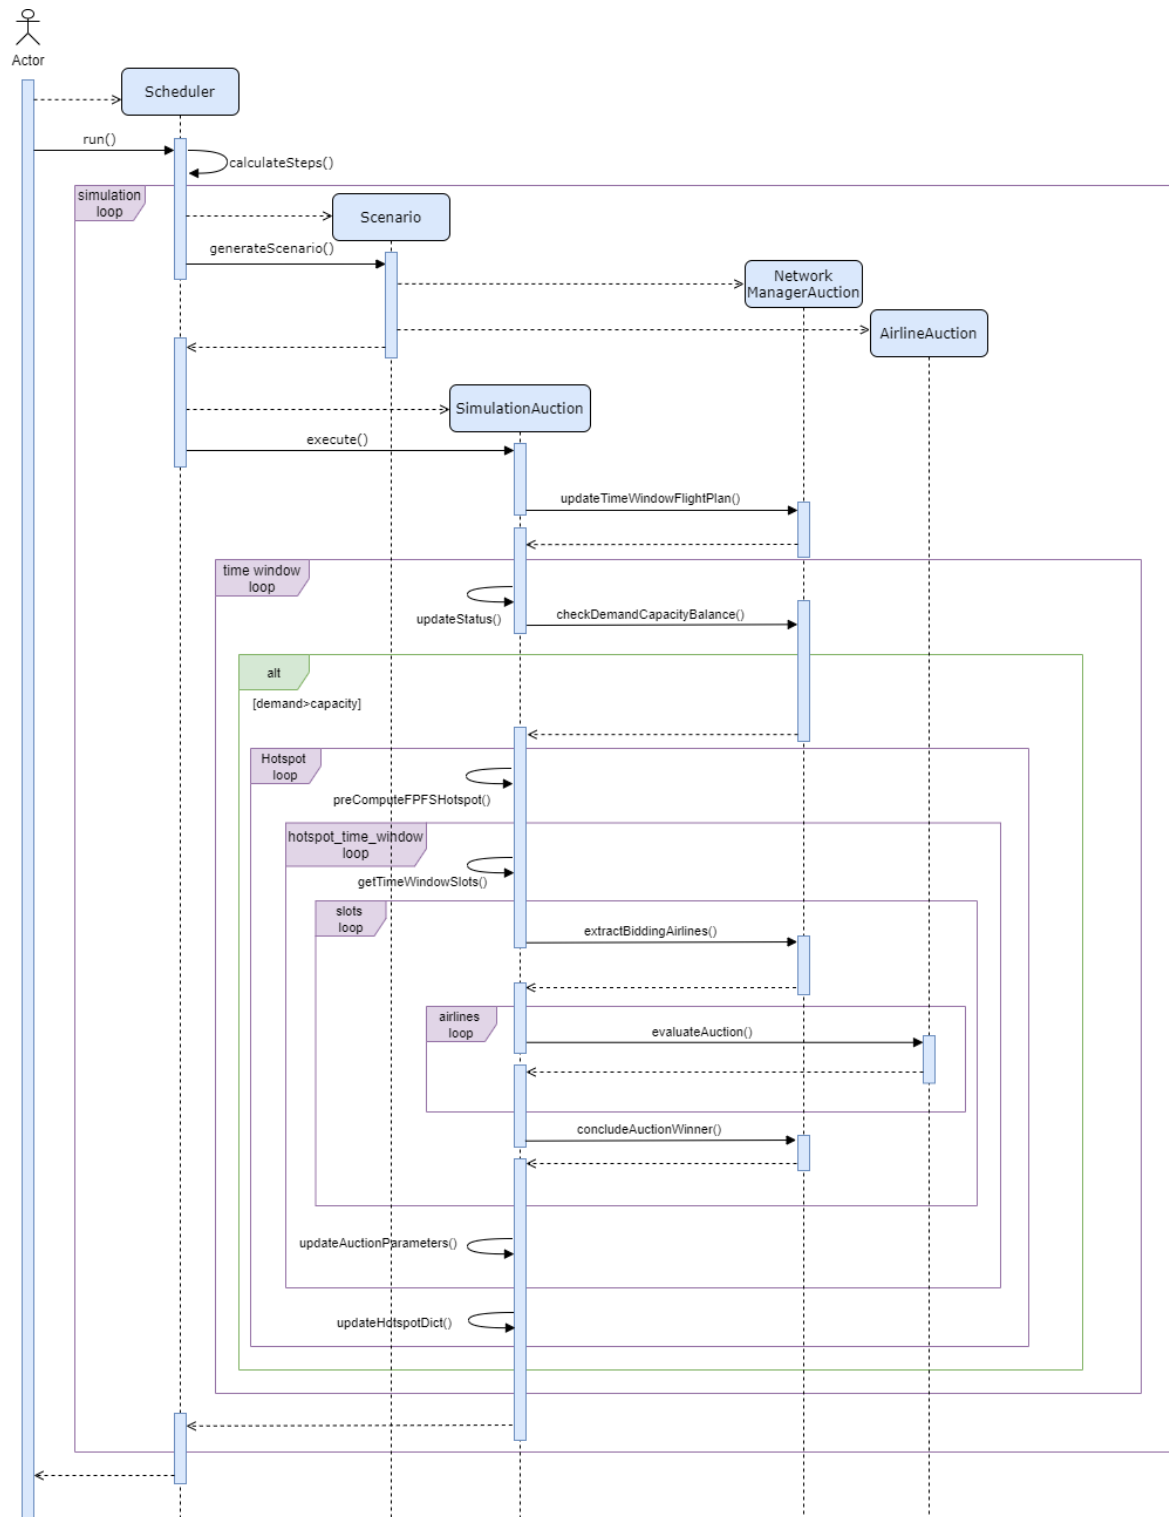 Actor
Scheduler
run()
calculateSteps()
simulation
loop
Scenario
generateScenario()
Network
ManagerAuction
AirlineAuction
SimulationAuction
execute()
updateTimeWindowFlightPlan()
time window
loop
updateStatus()
checkDemandCapacityBalance()
alt
[demand>capacity]
Hotspot
loop
preComputeFPFSHotspot()
hotspot_time_window
loop
getTimeWindowSlots()
slots
loop
extractBiddingAirlines()
airlines
loop
evaluateAuction()
concludeAuctionWinner()
updateAuctionParameters()
updateHotspotDict()